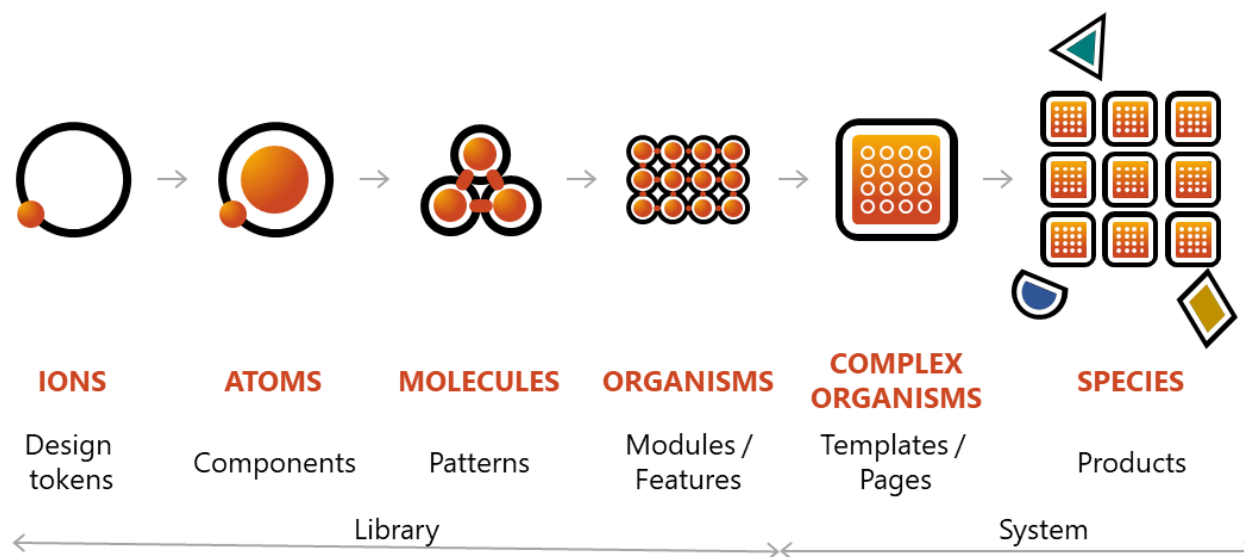 IONS
Design
tokens
ATOMS
Components
MOLECULES
Patterns
ORGANISMS
Modules /
Features
COMPLEX
ORGANISMS
Templates /
Pages
SPECIES
Products
Library
System